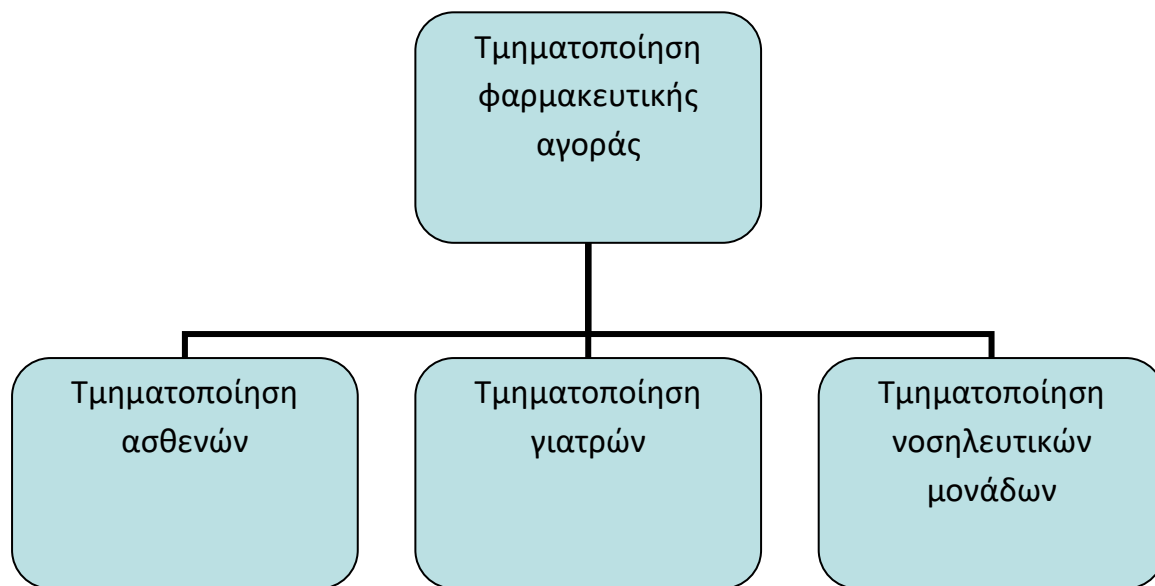 Τμηματοποίηση
φαρμακευτικής
αγοράς
Τμηματοποίηση
ασθενών
Τμηματοποίηση
γιατρών
Τμηματοποίηση
νοσηλευτικών
μονάδων